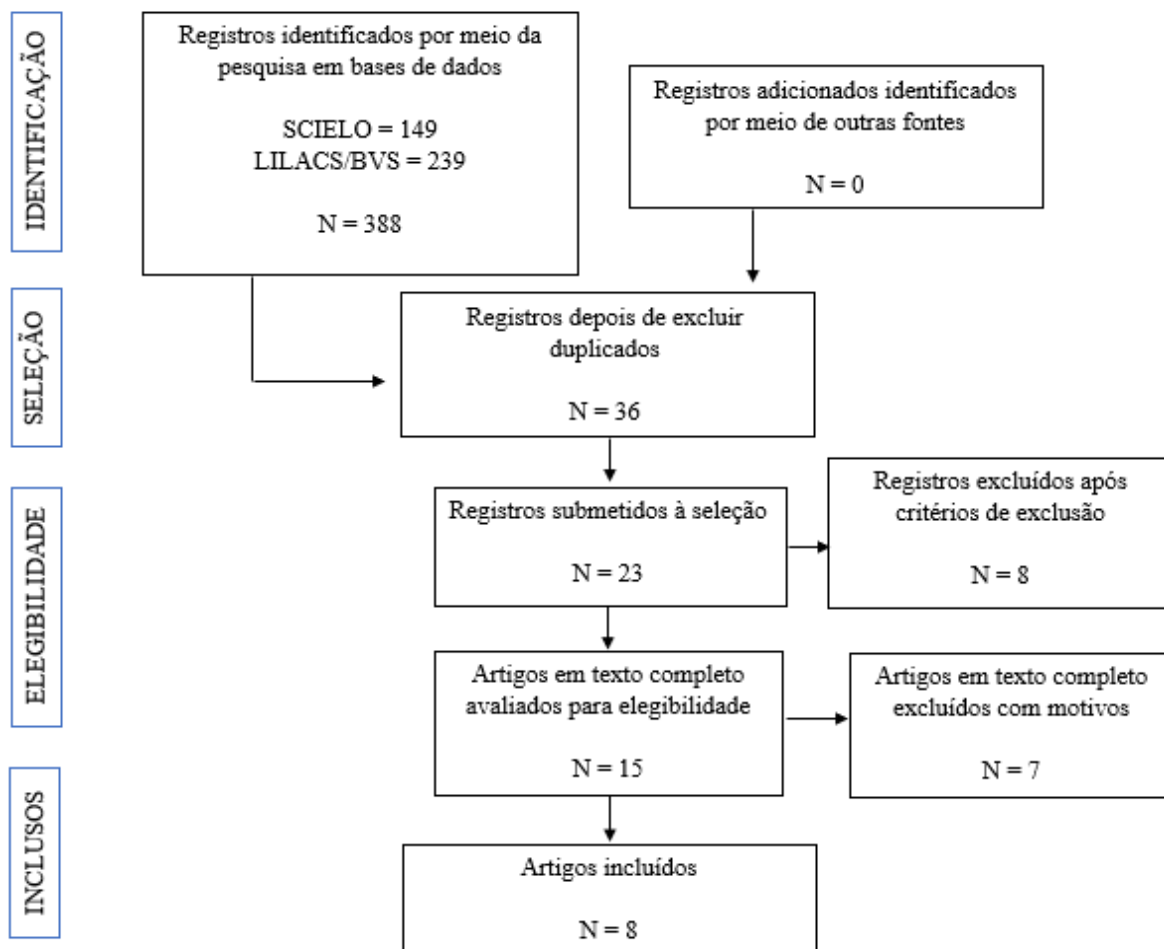 IDENTIFICAÇÃO
Registros identificados por meio da
pesquisa em bases de dados
SCIELO = 149
LILACS/BVS = 239
N = 388
Registros adicionados identificados
por meio de outras fontes
N = 0
SELEÇÃO
Registros depois de excluir
duplicados
N = 36
ELEGIBILIDADE
Registros submetidos à seleção
N = 23
Registros excluídos após
critérios de exclusão
N = 8
Artigos em texto completo
avaliados para elegibilidade
N = 15
Artigos em texto completo
excluídos com motivos
N = 7
INCLUSOS
Artigos incluídos
N = 8